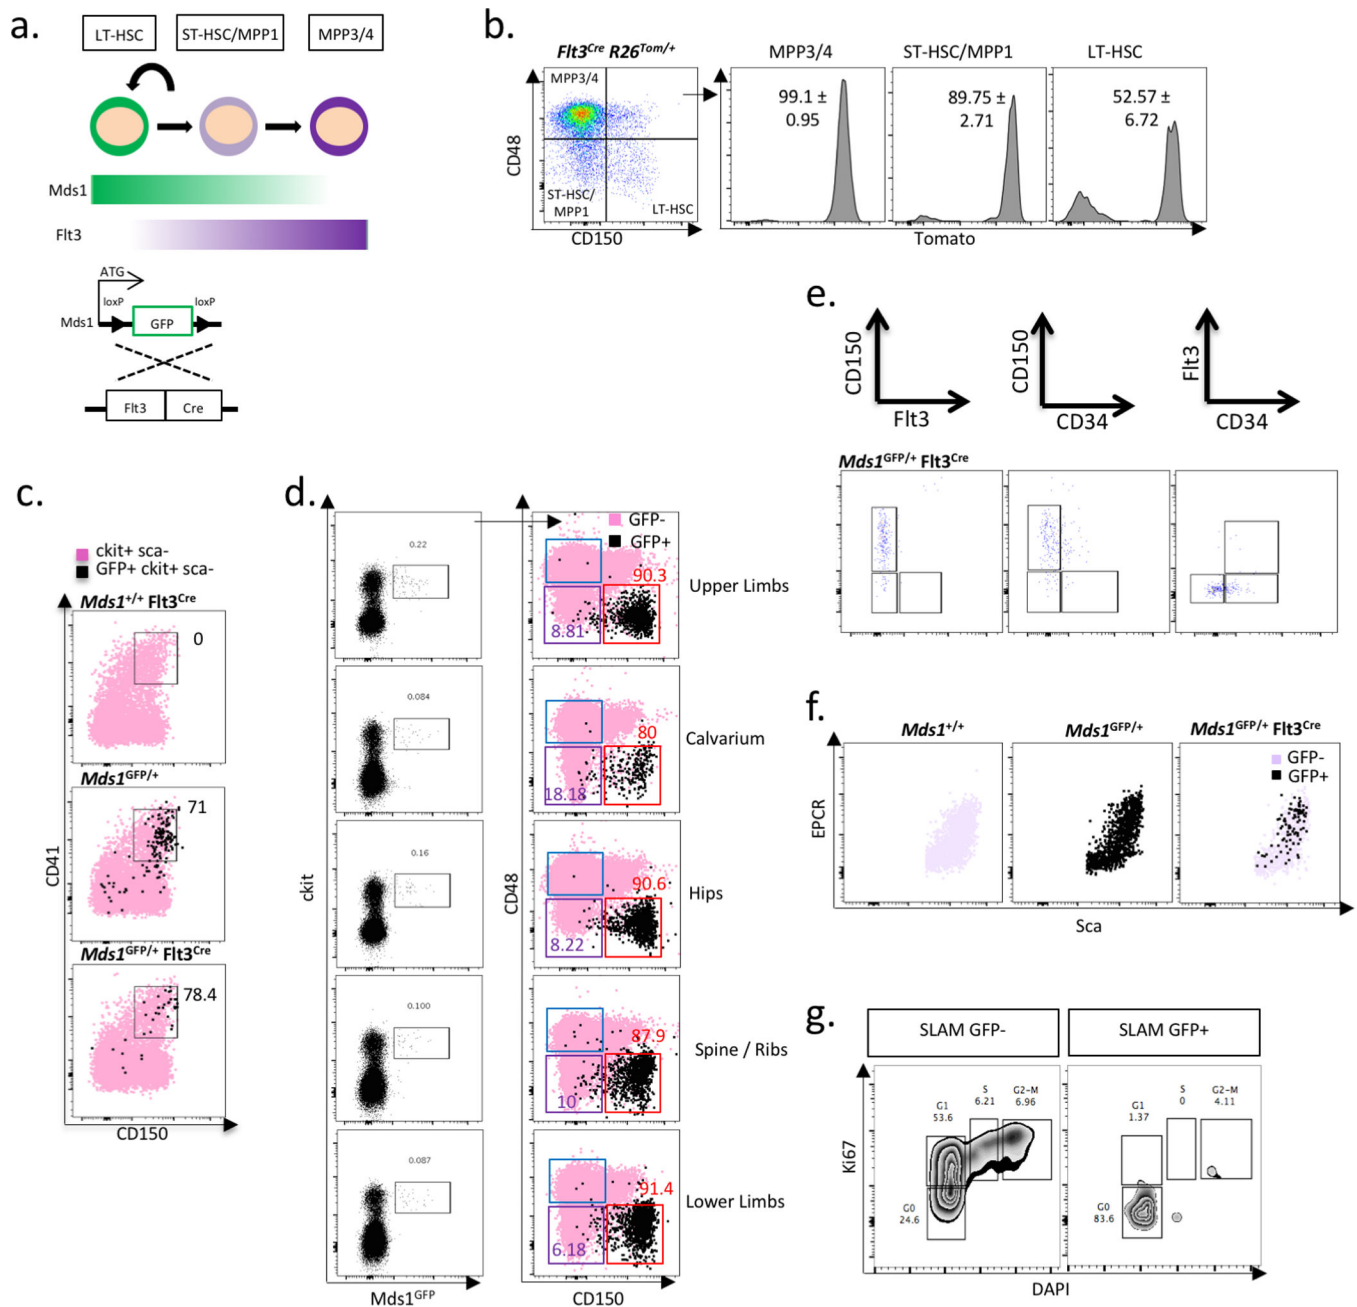 a.
LT-HSC
ST-HSC/MPP1
MPP3/4
Mds1
Flt3
ATG
loxP
loxP
Mds1
GFP
Flt3
Cre
b.
Flt3Cre R26Tom/+
MPP3/4
ST-HSC/MPP1
LT-HSC
MPP3/4
99.1 ±
0.95
89.75 ±
2.71
52.57 ±
6.72
CD48
ST-HSC/
MPP1
LT-HSC
CD150
Tomato
c.
ckit+ sca-
GFP+ ckit+ sca-
Mds1+/+ Flt3Cre
0
Mds1GFP/+
71
CD41
Mds1GFP/+ Flt3Cre
78.4
CD150
d.
GFP-
GFP+
0.22
90.3
8.81
Upper Limbs
0.084
80
18.18
Calvarium
ckit
CD48
0.16
90.6
8.22
Hips
0.100
87.9
10
Spine / Ribs
0.087
91.4
6.18
Lower Limbs
Mds1GFP
CD150
e.
CD150
Flt3
CD150
CD34
Flt3
CD34
Mds1GFP/+ Flt3Cre
f.
Mds1+/+
Mds1GFP/+
Mds1GFP/+ Flt3Cre
GFP-
GFP+
EPCR
Sca
g.
SLAM GFP-
SLAM GFP+
G1
53.6
S
6.21
G2-M
6.96
G0
24.6
G1
1.37
S
0
G2-M
4.11
G0
83.6
Ki67
DAPI